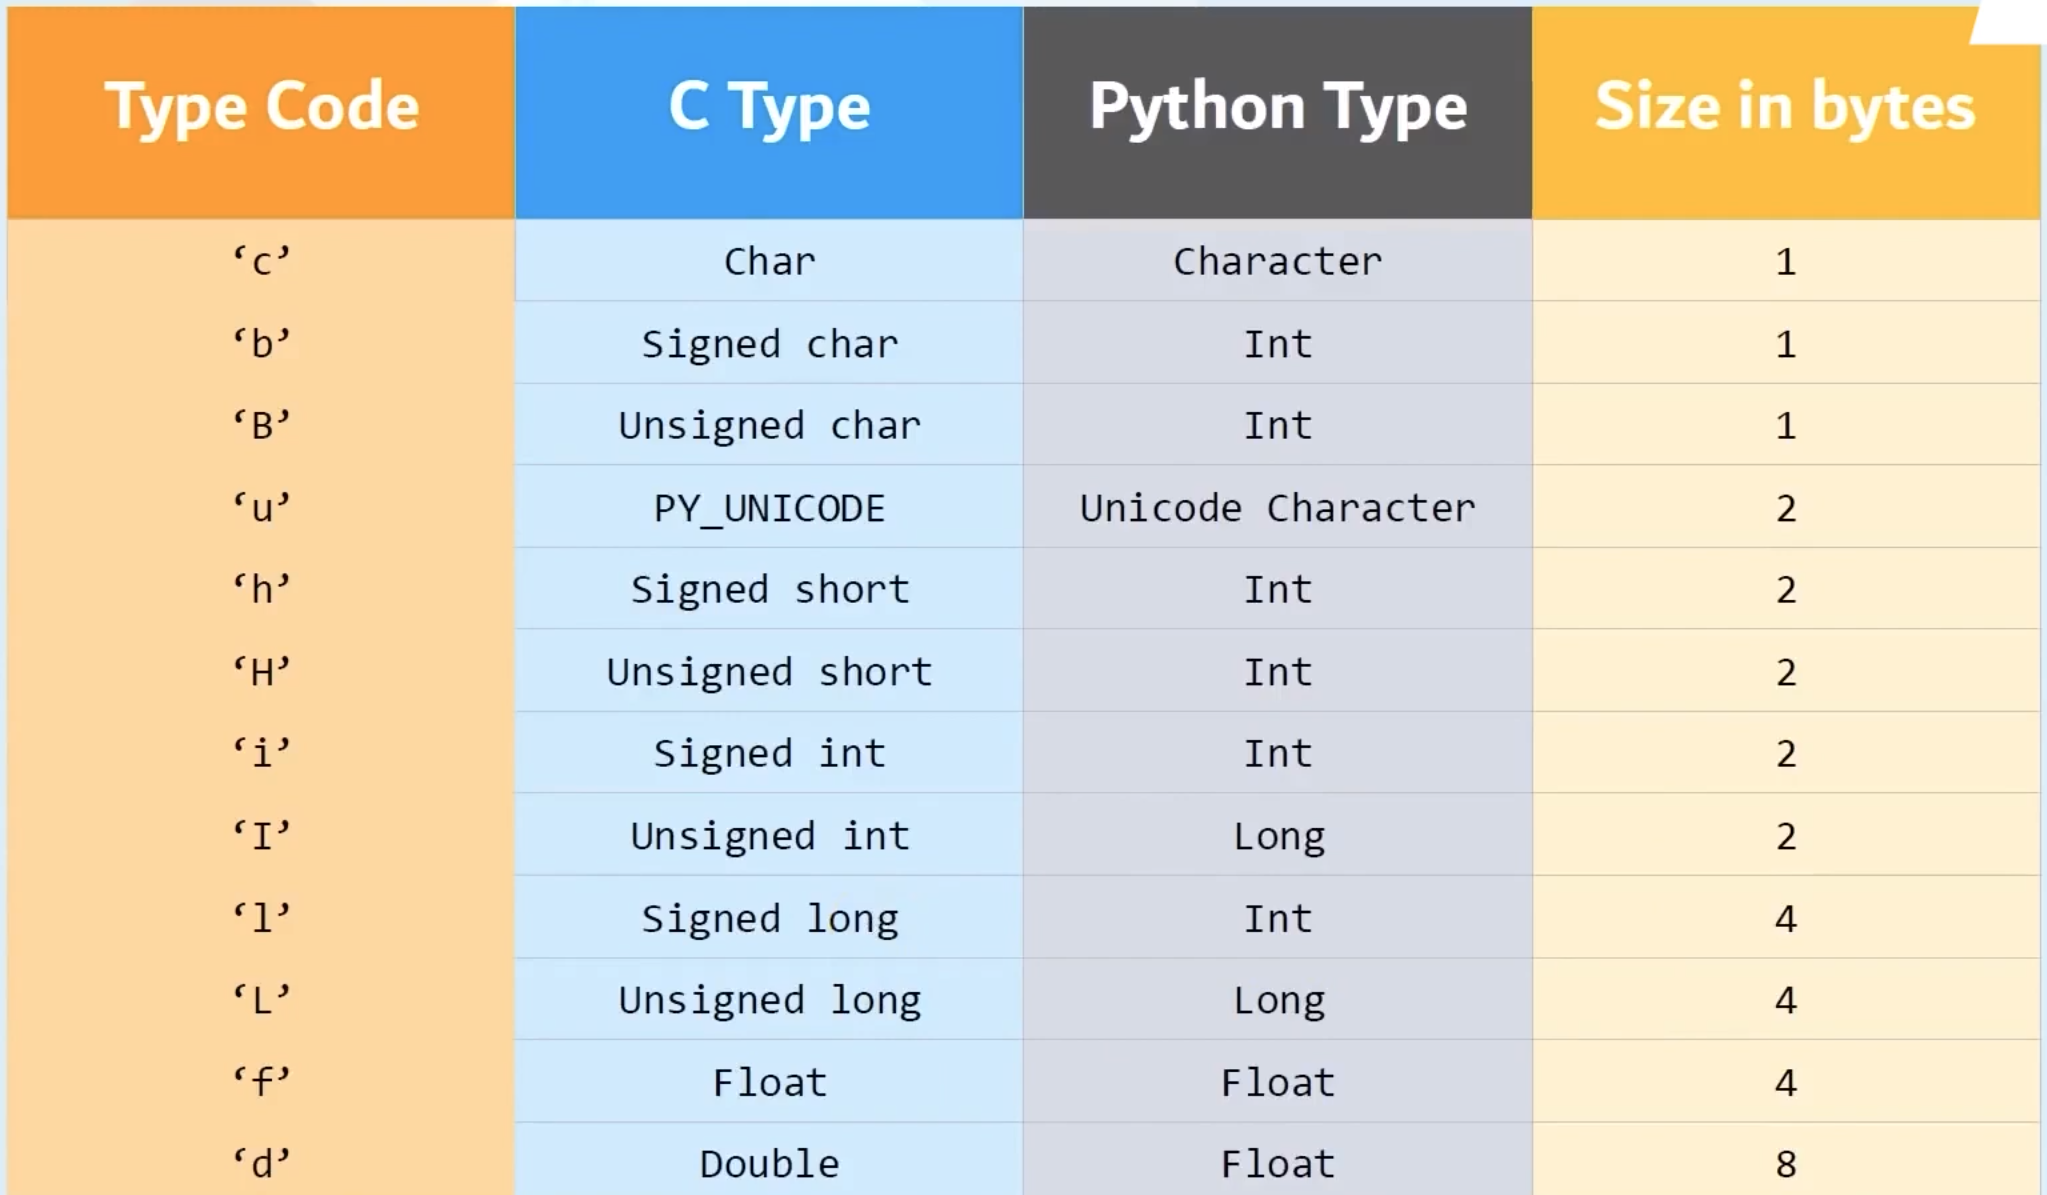 Type Code C Type Python Type Size in bytes
‘c’ Char Character 1
‘b’ Signed char Int 1
‘B’ Unsigned char Int 1
‘u’ PY_UNICODE Unicode Character 2
‘h’ Signed short Int 2
‘H’ Unsigned short Int 2
‘i’ Signed int Int 2
‘I’ Unsigned int Long 2
‘l’ Signed long Int 4
‘L’ Unsigned long Long 4
‘f’ Float Float 4
‘d’ Double Float 8